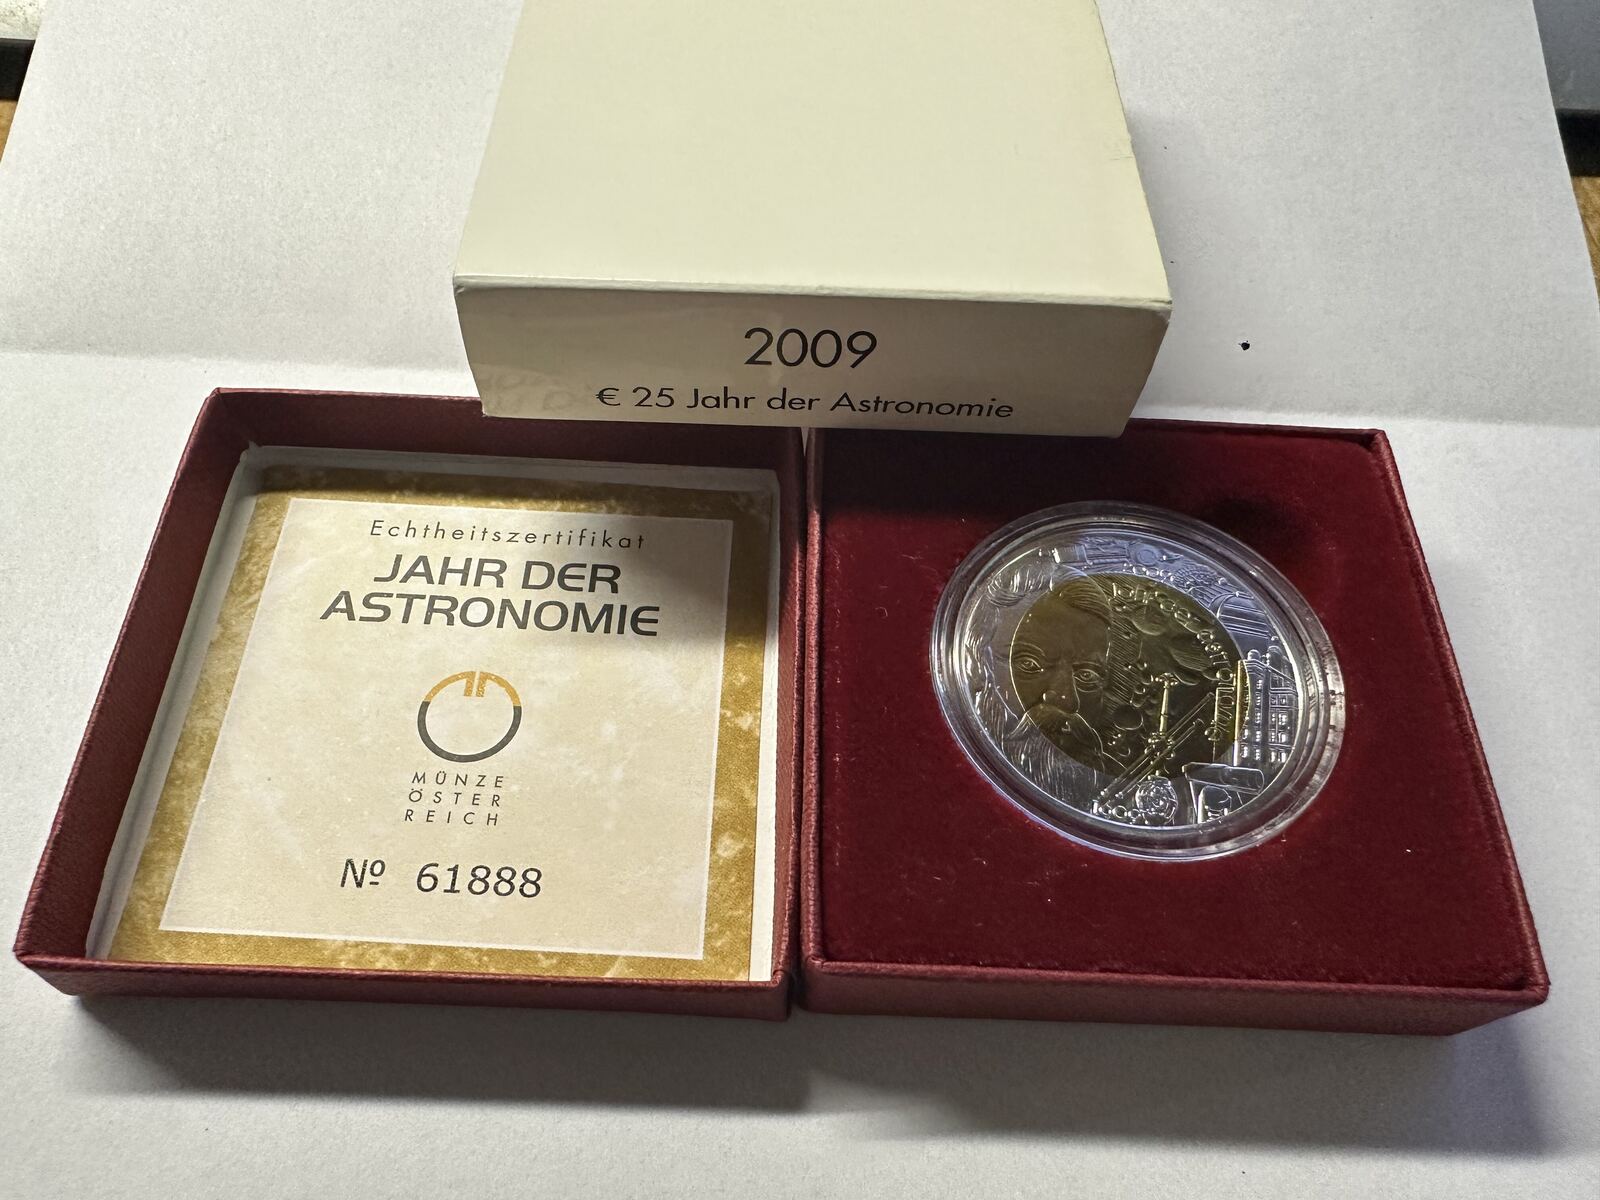 2009
€ 25 Jahr der Astronomie
Echtheitszertifikat
JAHR DER
ASTRONOMIE
MÜNZE
ÖSTER
REICH
Nº 61888